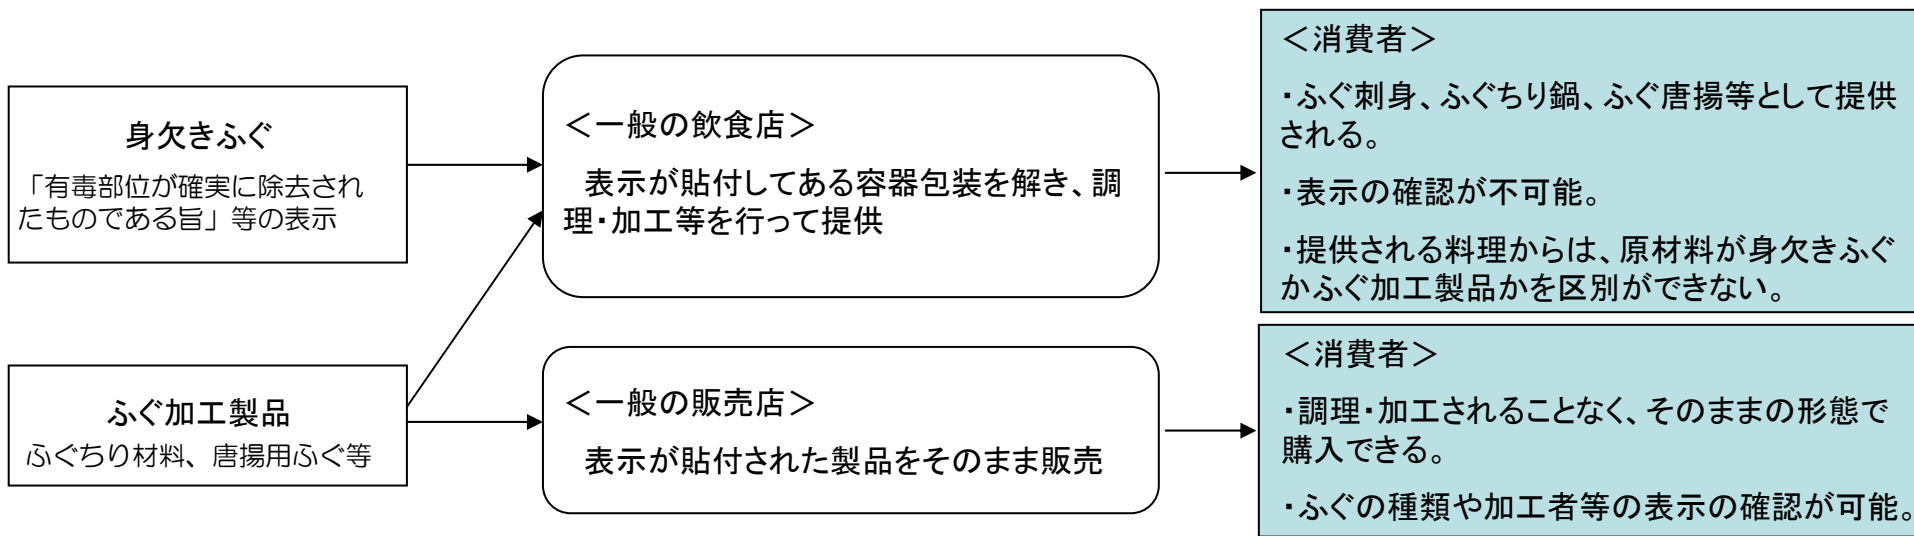 身欠きふぐ
「有毒部位が確実に除去され
たものである旨」等の表示
ふぐ加工製品
ふぐちり材料、唐揚用ふぐ等
＜一般の飲食店＞
表示が貼付してある容器包装を解き、調
理・加工等を行って提供
＜一般の販売店＞
表示が貼付された製品をそのまま販売
＜消費者＞
・ふぐ刺身、ふぐちり鍋、ふぐ唐揚等として提供
される。
・表示の確認が不可能。
・提供される料理からは、原材料が身欠きふぐ
かふぐ加工製品かを区別ができない。
＜消費者＞
・調理・加工されることなく、そのままの形態で
購入できる。
・ふぐの種類や加工者等の表示の確認が可能。